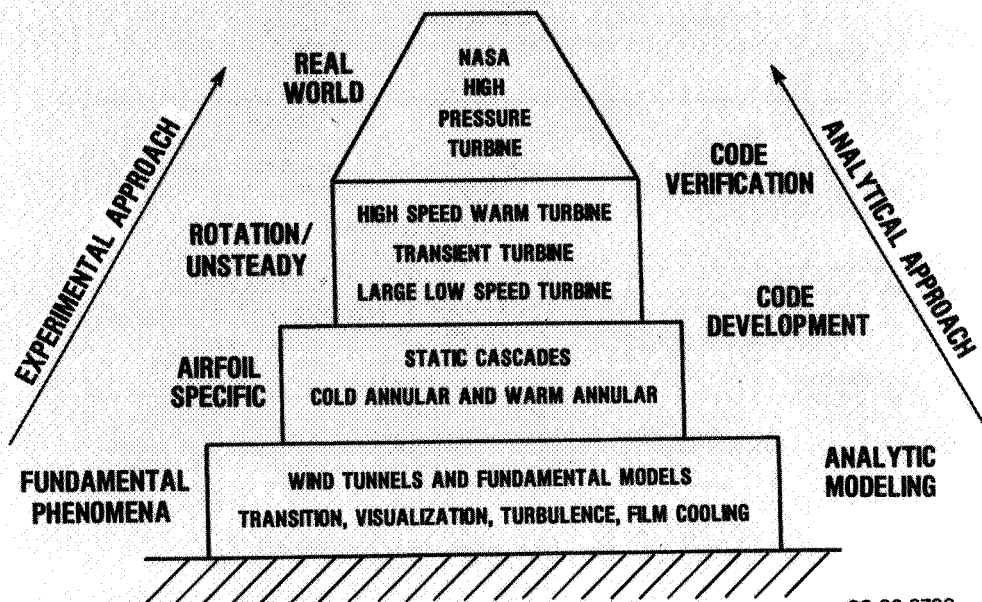 REAL
WORLD
NASA
HIGH
PRESSURE
TURBINE
EXPERIMENTAL APPROACH
ANALYTICAL APPROACH
CODE
VERIFICATION
ROTATION/
UNSTEADY
HIGH SPEED WARM TURBINE
TRANSIENT TURBINE
LARGE LOW SPEED TURBINE
CODE
DEVELOPMENT
AIRFOIL
SPECIFIC
STATIC CASCADES
COLD ANNULAR AND WARM ANNULAR
FUNDAMENTAL
PHENOMENA
WIND TUNNELS AND FUNDAMENTAL MODELS
TRANSITION, VISUALIZATION, TURBULENCE, FILM COOLING
ANALYTIC
MODELING